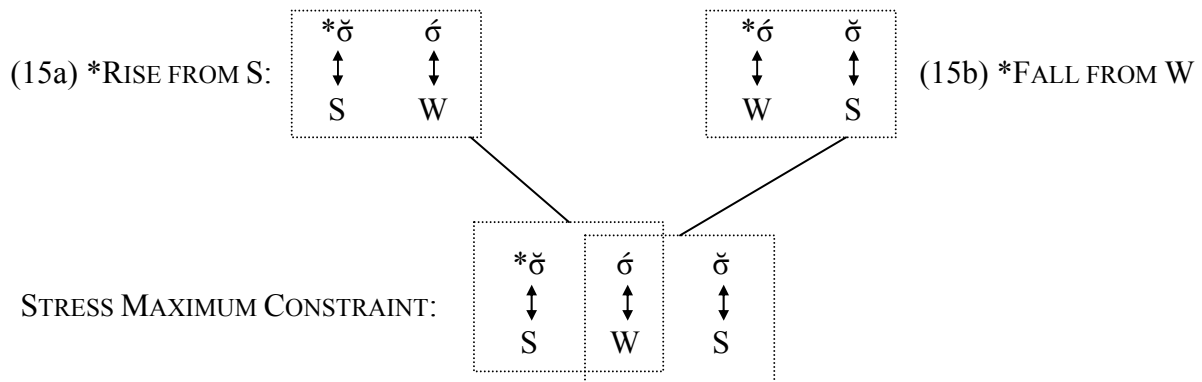 *σ̆ σ́ *σ́ σ̆
(15a) *RISE FROM S: (15b) *FALL FROM W
S W W S
*σ̆ σ́ σ̆
STRESS MAXIMUM CONSTRAINT:
S W S